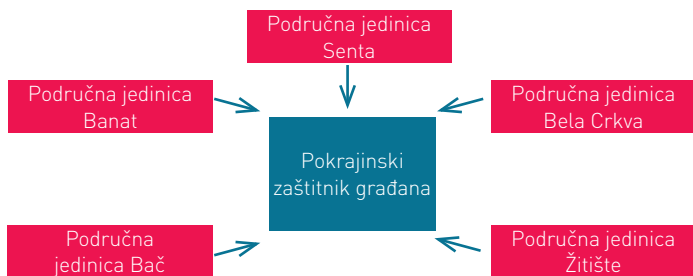 Područna jedinica
Senta
Područna jedinica
Banat
Područna jedinica
Bela Crkva
Pokrajinski
zaštitnik građana
Područna
jedinica Bač
Područna jedinica
Žitište